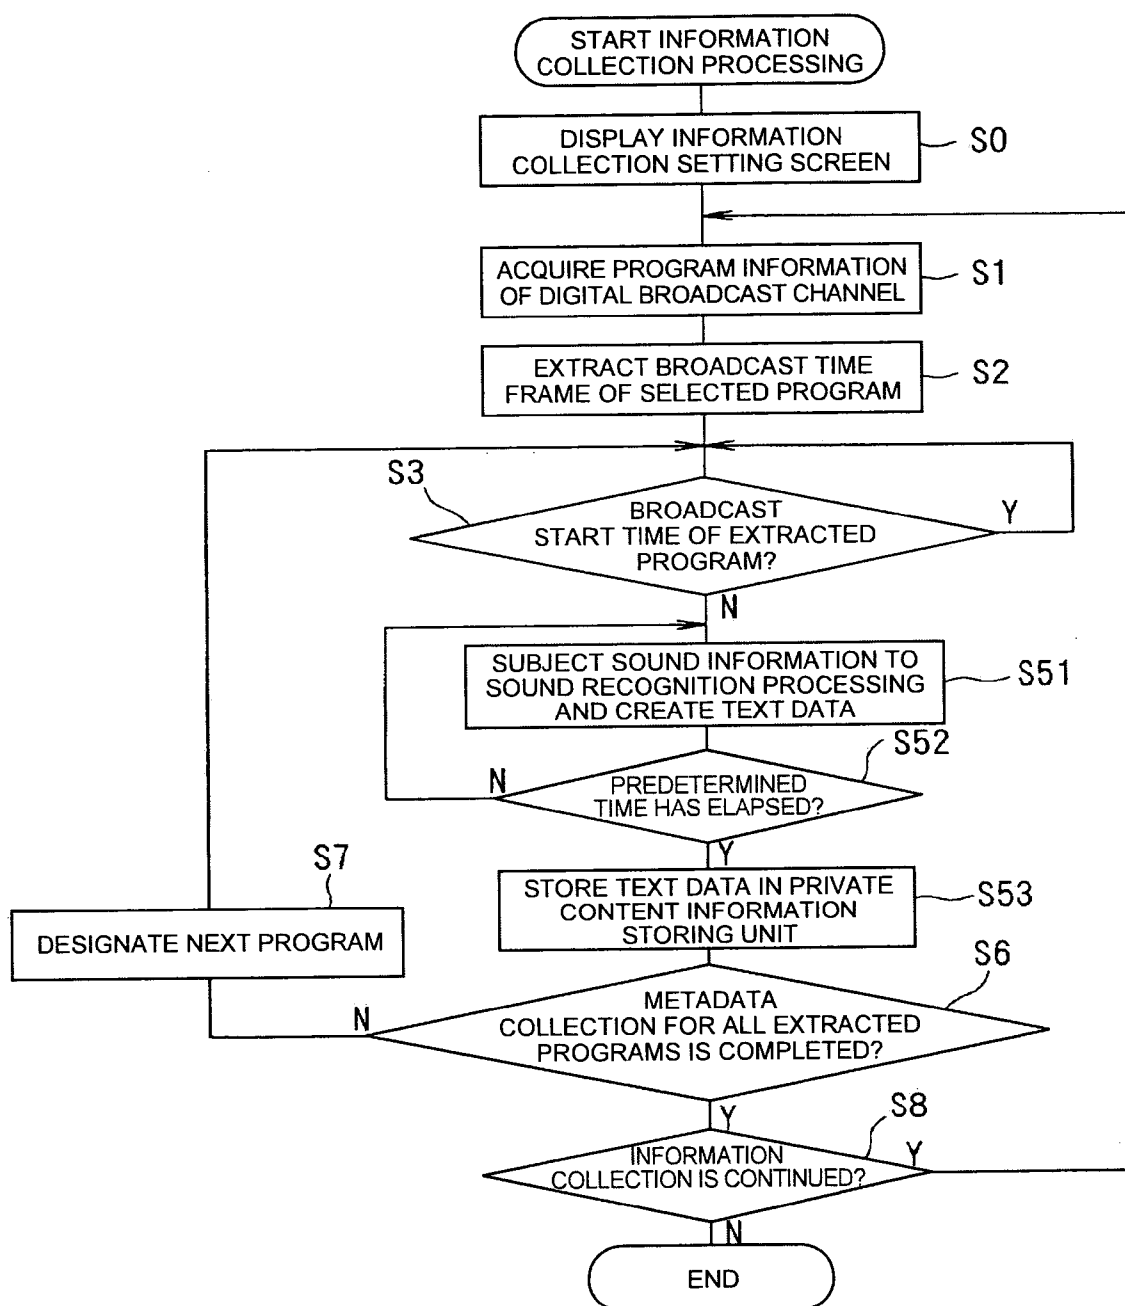 START INFORMATION
COLLECTION PROCESSING
DISPLAY INFORMATION
COLLECTION SETTING SCREEN
S0
ACQUIRE PROGRAM INFORMATION
OF DIGITAL BROADCAST CHANNEL
S1
EXTRACT BROADCAST TIME
FRAME OF SELECTED PROGRAM
S2
S3
BROADCAST
START TIME OF EXTRACTED
PROGRAM?
Y
N
SUBJECT SOUND INFORMATION TO
SOUND RECOGNITION PROCESSING
AND CREATE TEXT DATA
S51
S52
N
PREDETERMINED
TIME HAS ELAPSED?
Y
S7
DESIGNATE NEXT PROGRAM
STORE TEXT DATA IN PRIVATE
CONTENT INFORMATION
STORING UNIT
S53
S6
N
METADATA
COLLECTION FOR ALL EXTRACTED
PROGRAMS IS COMPLETED?
Y
S8
INFORMATION
COLLECTION IS CONTINUED?
Y
N
END